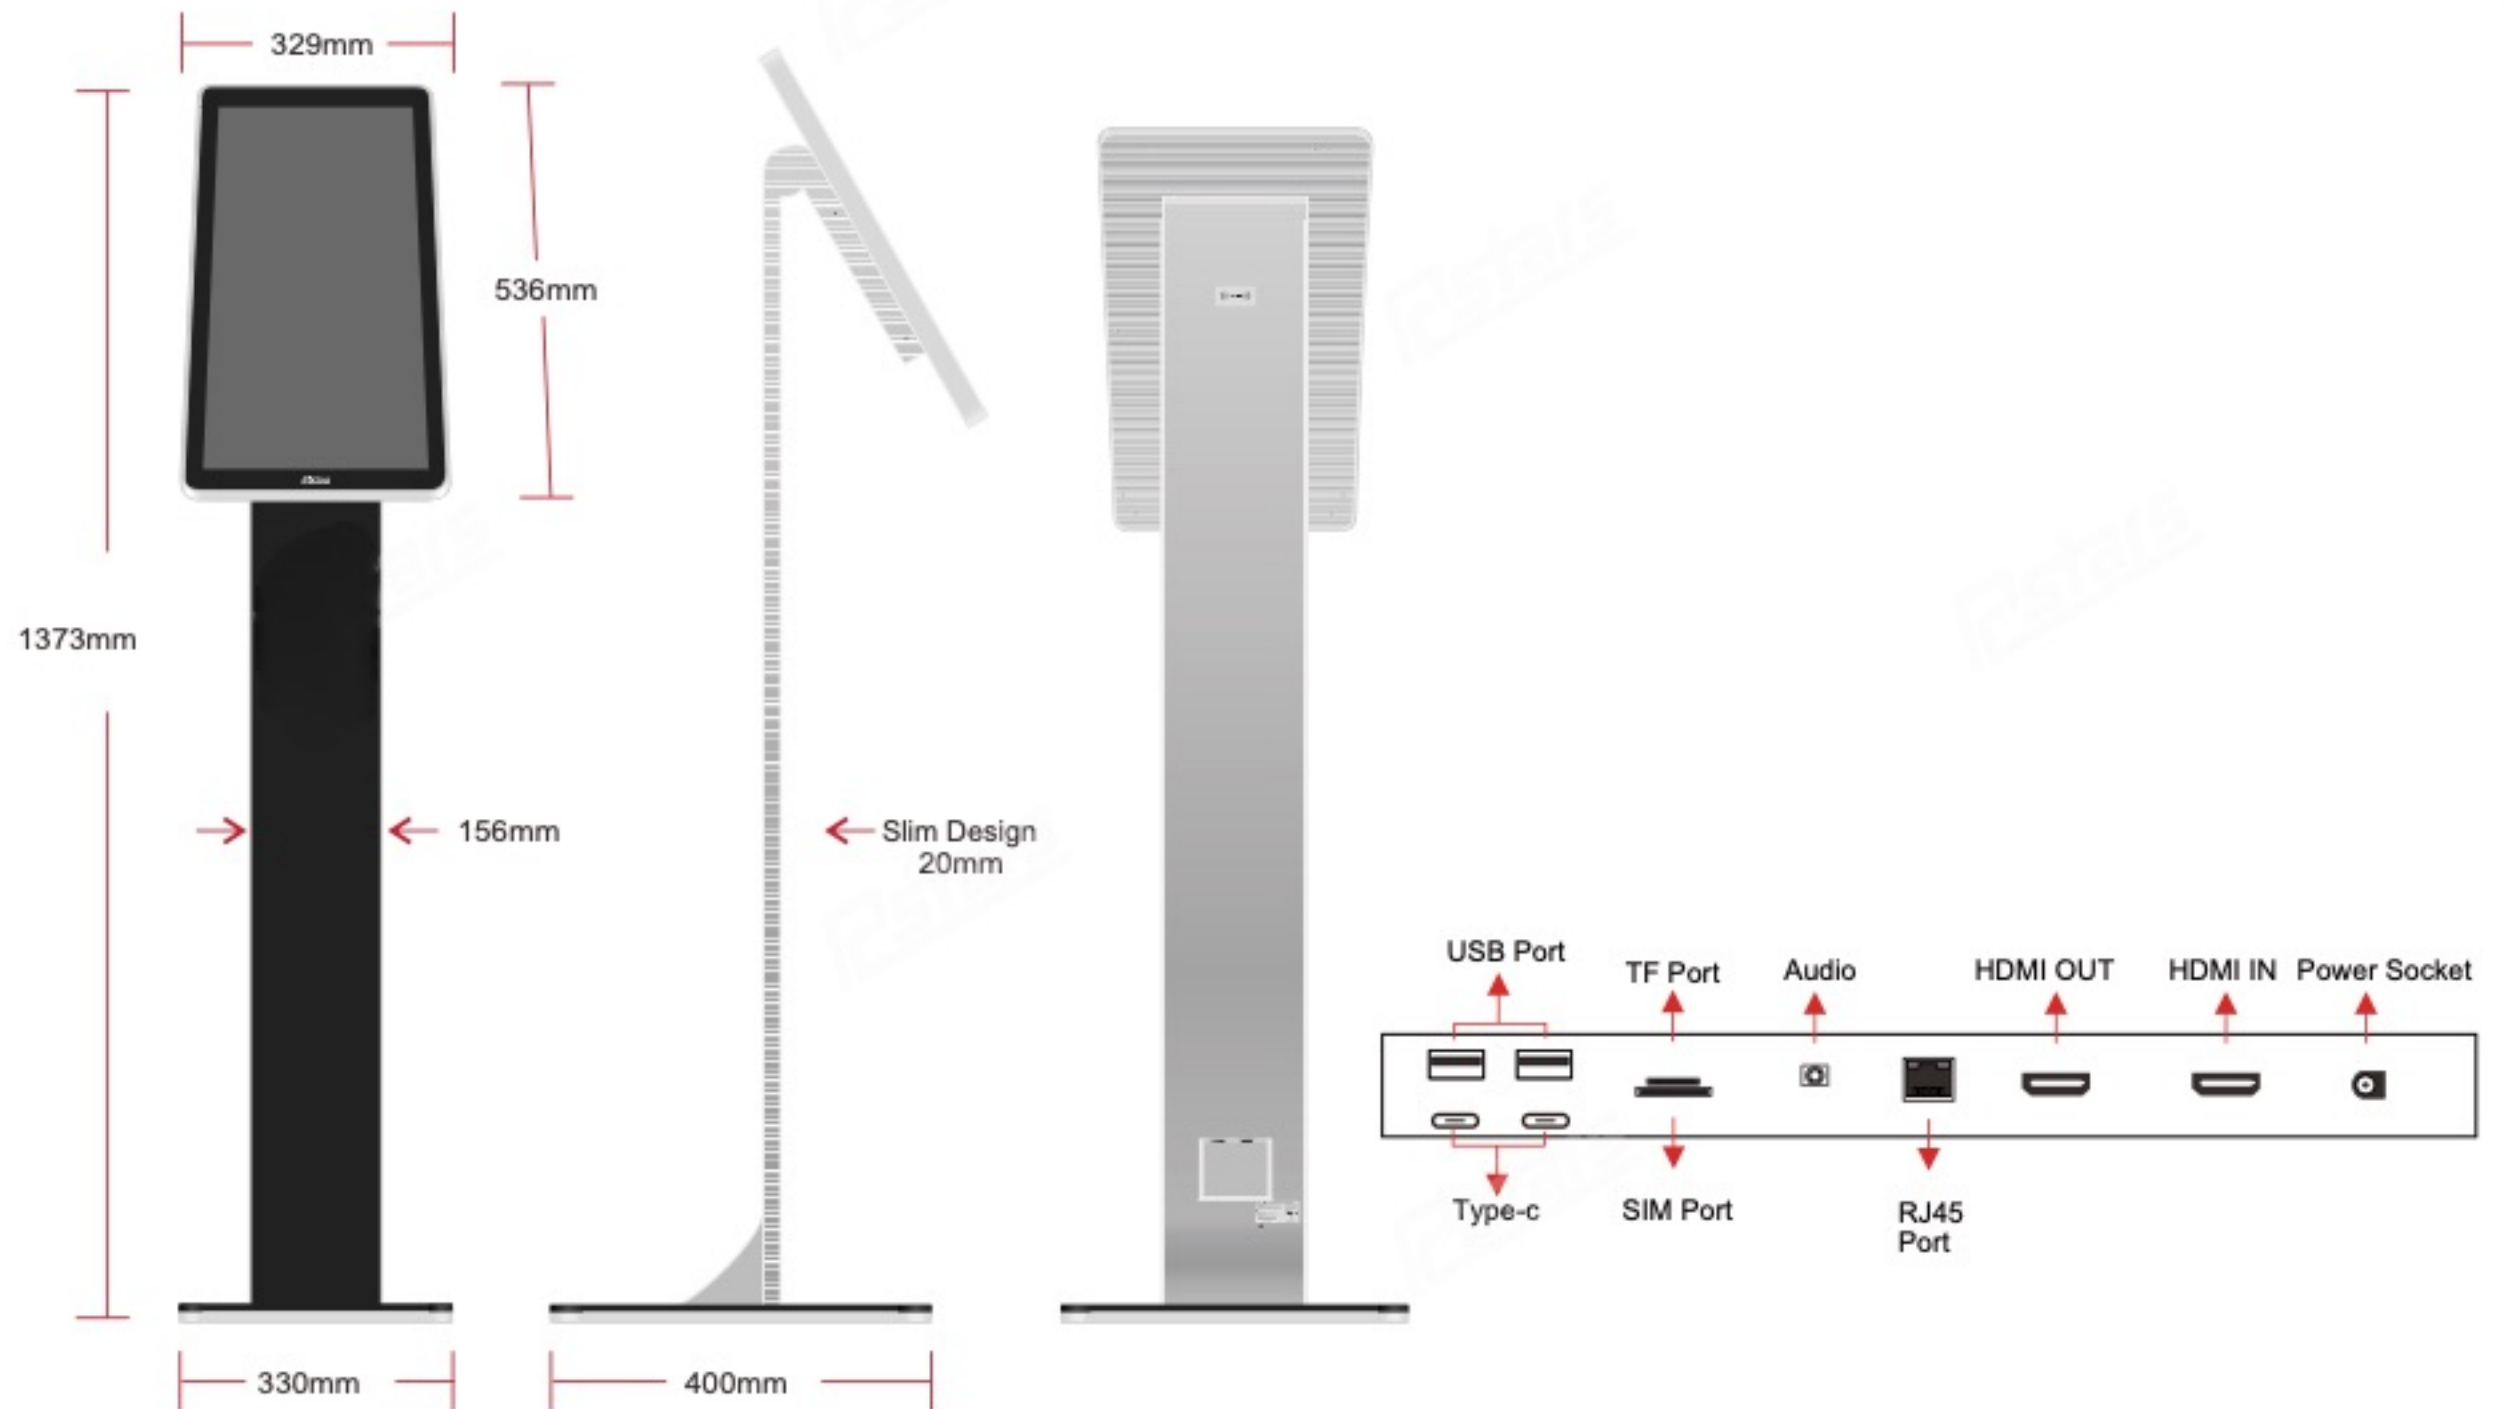 329mm
536mm
1373mm
156mm
Slim Design
20mm
330mm
400mm
USB Port
TF Port
Audio
HDMI OUT
HDMI IN
Power Socket
Type-c
SIM Port
RJ45
Port